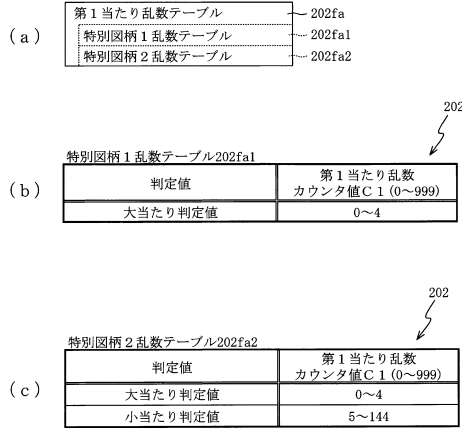 (a)
第１当たり乱数テーブル 202fa
特別図柄１乱数テーブル 202fa1
特別図柄２乱数テーブル 202fa2
202
特別図柄１乱数テーブル202fa1
(b)
判定値 第１当たり乱数
カウンタ値Ｃ１(0～999)
大当たり判定値 0～4
202
特別図柄２乱数テーブル202fa2
(c)
判定値 第１当たり乱数
カウンタ値Ｃ１(0～999)
大当たり判定値 0～4
小当たり判定値 5～144